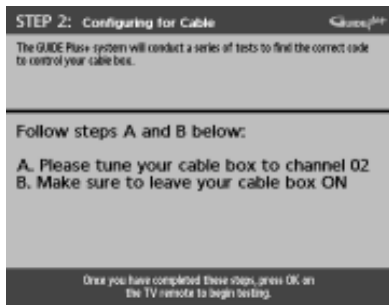 STEP 2: Configuring for Cable
GUIDE Plus+
The GUIDE Plus+ system will conduct a series of tests to find the correct code
to control your cable box.
Follow steps A and B below:
A. Please tune your cable box to channel 02
B. Make sure to leave your cable box ON
Once you have completed these steps, press OK on
the TV remote to begin testing.